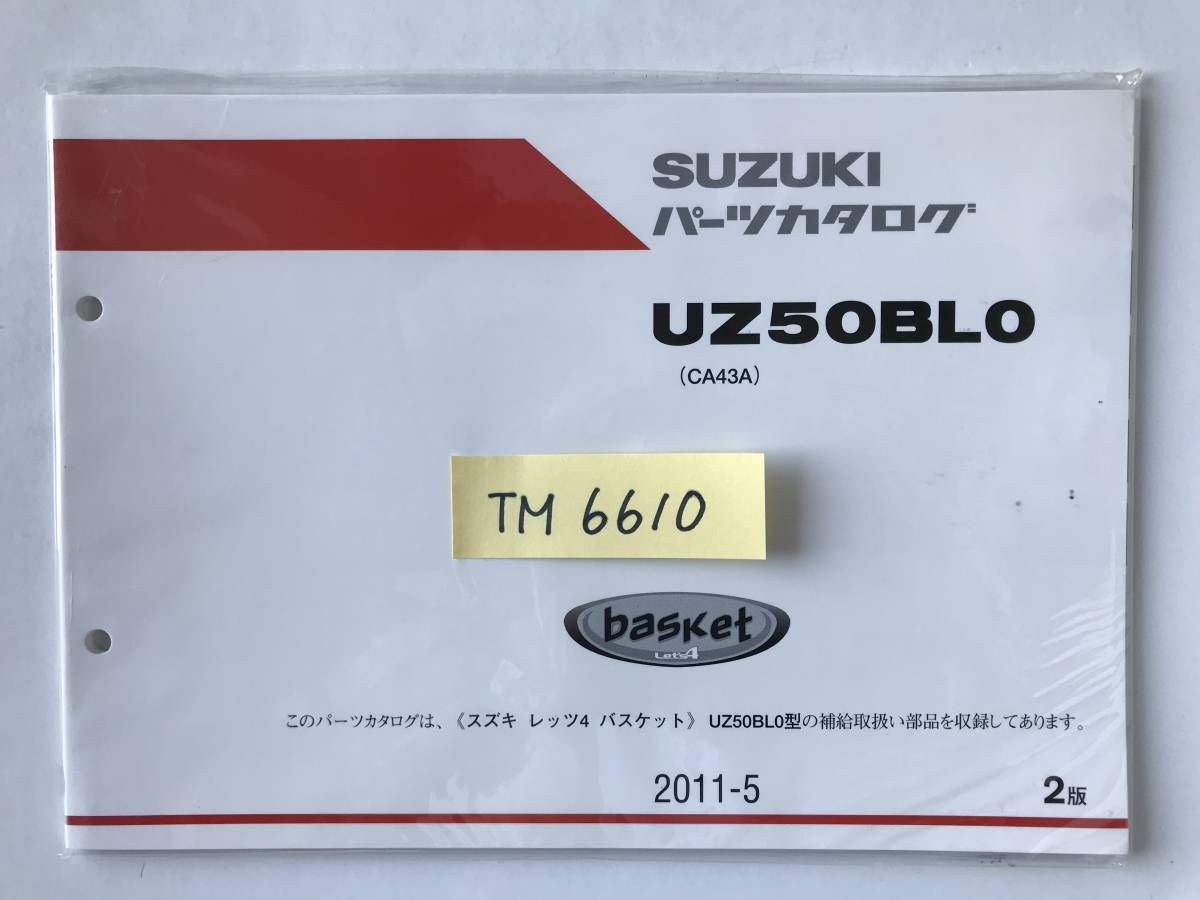 SUZUKI
パーツカタログ
UZ50BL0
(CA43A)
TM 6610
basket
Let's4
このパーツカタログは、《スズキ レッツ4 バスケット》 UZ50BL0型の補給取扱い部品を収録してあります。
2011-5
2版